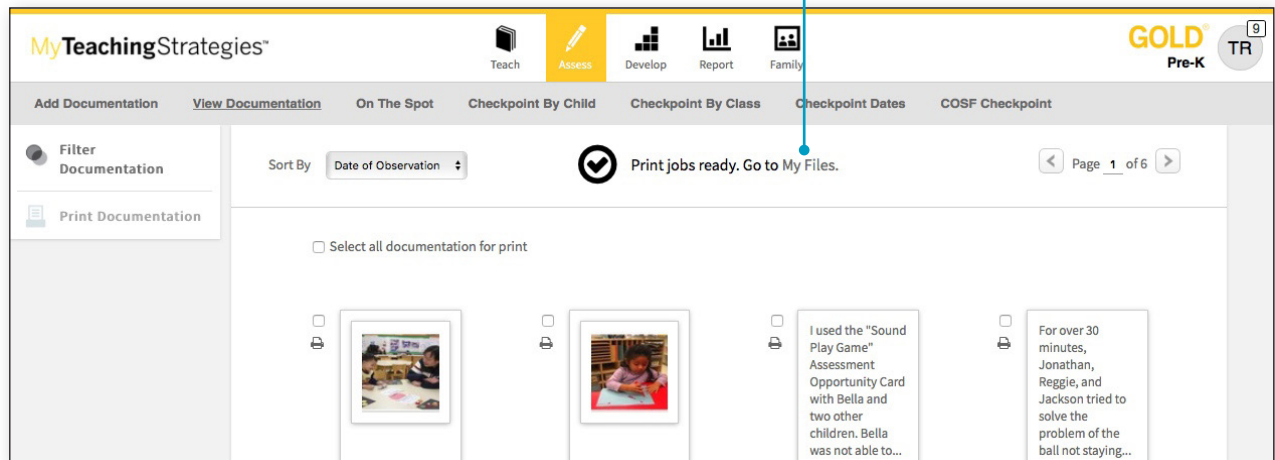 MyTeachingStrategies™
Teach
Assess
Develop
Report
Family
GOLD®
Pre-K
TR
9
Add Documentation
View Documentation
On The Spot
Checkpoint By Child
Checkpoint By Class
Checkpoint Dates
COSF Checkpoint
Filter
Documentation
Print Documentation
Sort By
Date of Observation
Print jobs ready. Go to My Files.
Page 1 of 6
Select all documentation for print
I used the "Sound
Play Game"
Assessment
Opportunity Card
with Bella and
two other
children. Bella
was not able to...
For over 30
minutes,
Jonathan,
Reggie, and
Jackson tried to
solve the
problem of the
ball not staying...